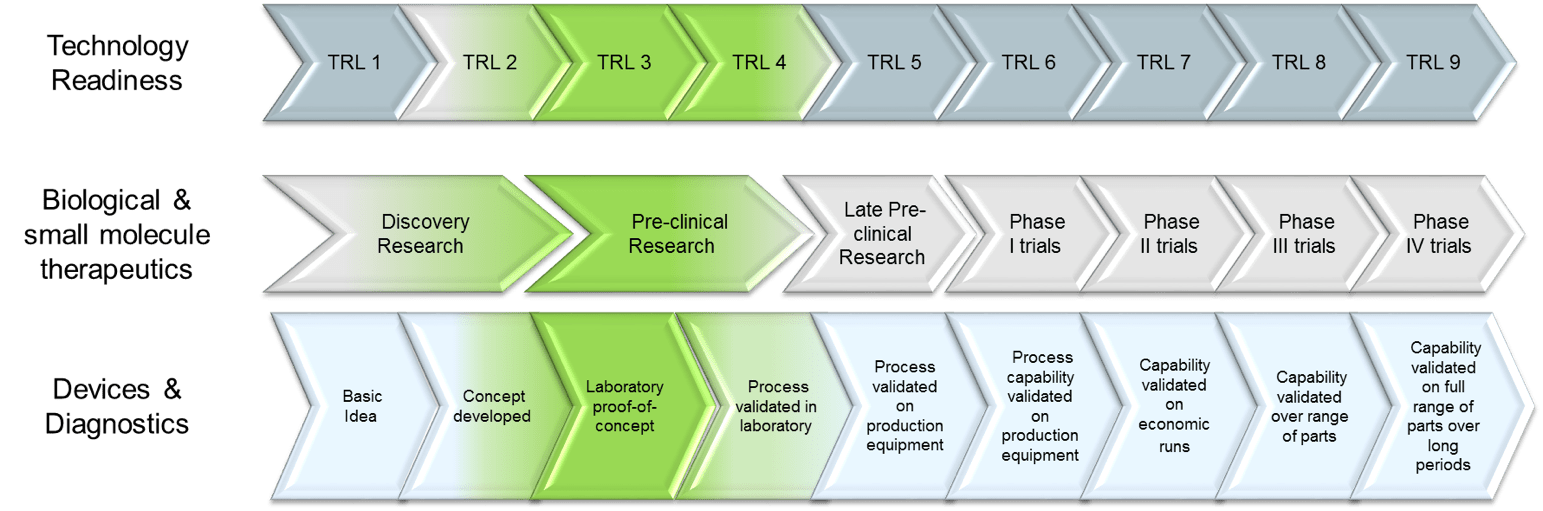 Technology
Readiness
TRL 1
TRL 2
TRL 3
TRL 4
TRL 5
TRL 6
TRL 7
TRL 8
TRL 9
Biological &
small molecule
therapeutics
Discovery
Research
Pre-clinical
Research
Late Pre-
clinical
Research
Phase
I trials
Phase
II trials
Phase
III trials
Phase
IV trials
Devices &
Diagnostics
Basic
Idea
Concept
developed
Laboratory
proof-of-
concept
Process
validated in
laboratory
Process
validated
on
production
equipment
Process
capability
validated
on
production
equipment
Capability
validated
on
economic
runs
Capability
validated
over range
of parts
Capability
validated
on full
range of
parts over
long
periods